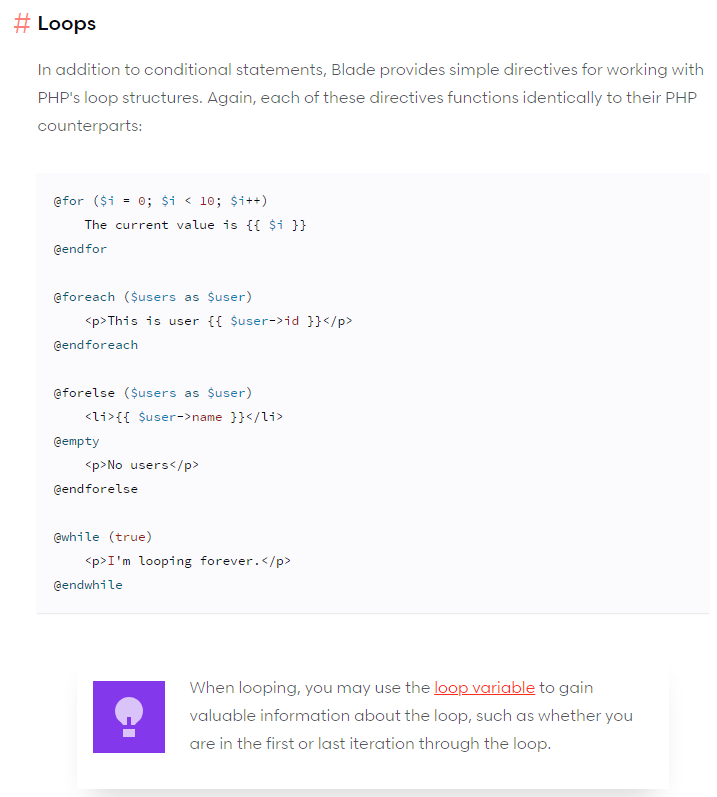 # Loops
In addition to conditional statements, Blade provides simple directives for working with
PHP's loop structures. Again, each of these directives functions identically to their PHP
counterparts:
@for ($i = 0; $i < 10; $i++)
    The current value is {{ $i }}
@endfor
@foreach ($users as $user)
    <p>This is user {{ $user->id }}</p>
@endforeach
@forelse ($users as $user)
    <li>{{ $user->name }}</li>
@empty
    <p>No users</p>
@endforelse
@while (true)
    <p>I'm looping forever.</p>
@endwhile
When looping, you may use the loop variable to gain
valuable information about the loop, such as whether you
are in the first or last iteration through the loop.